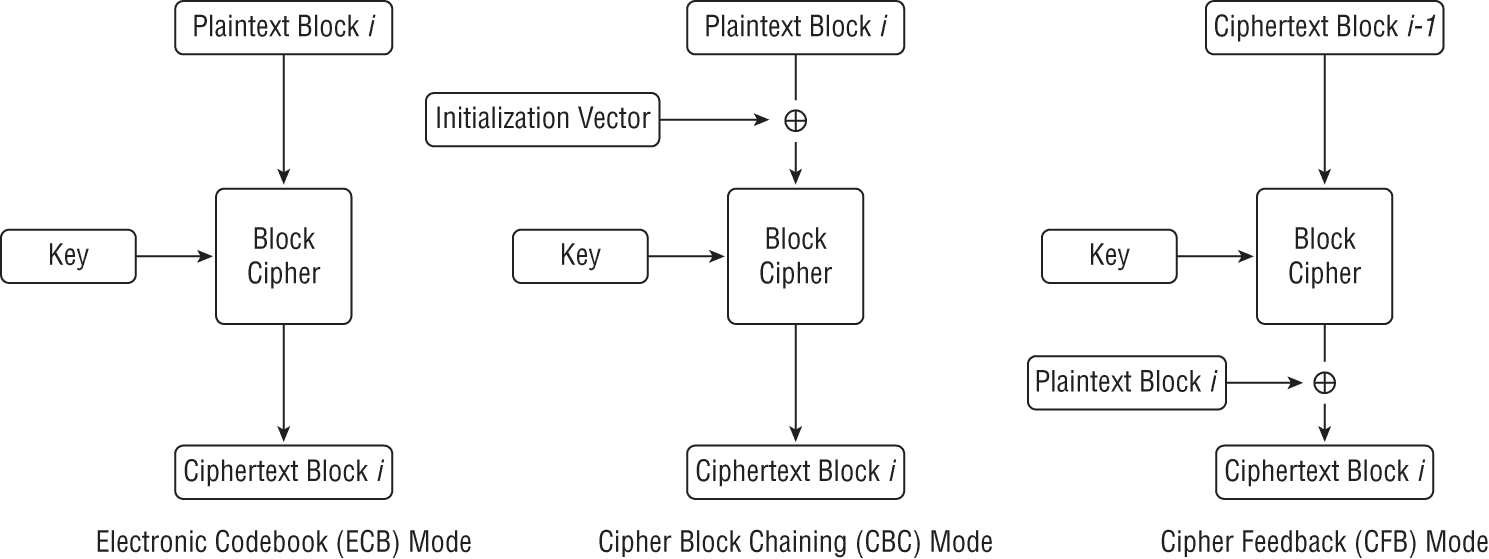 Plaintext Block i
Key
Block
Cipher
Ciphertext Block i
Electronic Codebook (ECB) Mode
Plaintext Block i
Initialization Vector
Key
Block
Cipher
Ciphertext Block i
Cipher Block Chaining (CBC) Mode
Ciphertext Block i-1
Key
Block
Cipher
Plaintext Block i
Ciphertext Block i
Cipher Feedback (CFB) Mode